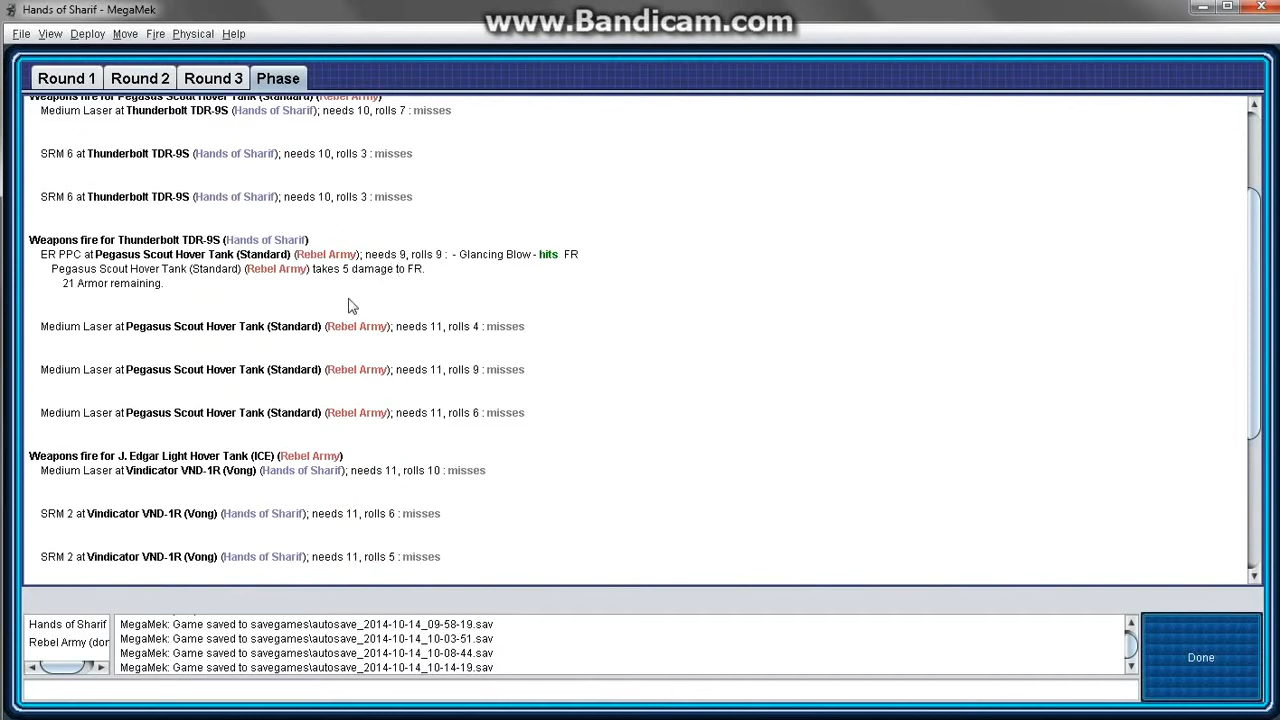 Hands of Sharif - MegaMek
www.Bandicam.com
File View Deploy Move Fire Physical Help
Round 1 Round 2 Round 3 Phase
Weapons fire for Pegasus Scout Hover Tank (Standard) (Rebel Army)
Medium Laser at Thunderbolt TDR-9S (Hands of Sharif); needs 10, rolls 7 : misses
SRM 6 at Thunderbolt TDR-9S (Hands of Sharif); needs 10, rolls 3 : misses
SRM 6 at Thunderbolt TDR-9S (Hands of Sharif); needs 10, rolls 3 : misses
Weapons fire for Thunderbolt TDR-9S (Hands of Sharif)
ER PPC at Pegasus Scout Hover Tank (Standard) (Rebel Army); needs 9, rolls 9 : - Glancing Blow - hits FR
Pegasus Scout Hover Tank (Standard) (Rebel Army) takes 5 damage to FR.
21 Armor remaining.
Medium Laser at Pegasus Scout Hover Tank (Standard) (Rebel Army); needs 11, rolls 4 : misses
Medium Laser at Pegasus Scout Hover Tank (Standard) (Rebel Army); needs 11, rolls 9 : misses
Medium Laser at Pegasus Scout Hover Tank (Standard) (Rebel Army); needs 11, rolls 6 : misses
Weapons fire for J. Edgar Light Hover Tank (ICE) (Rebel Army)
Medium Laser at Vindicator VND-1R (Vong) (Hands of Sharif); needs 11, rolls 10 : misses
SRM 2 at Vindicator VND-1R (Vong) (Hands of Sharif); needs 11, rolls 6 : misses
SRM 2 at Vindicator VND-1R (Vong) (Hands of Sharif); needs 11, rolls 5 : misses
Hands of Sharif
Rebel Army (dor
MegaMek: Game saved to savegames\autosave_2014-10-14_09-58-19.sav
MegaMek: Game saved to savegames\autosave_2014-10-14_10-03-51.sav
MegaMek: Game saved to savegames\autosave_2014-10-14_10-08-44.sav
MegaMek: Game saved to savegames\autosave_2014-10-14_10-14-19.sav
Done